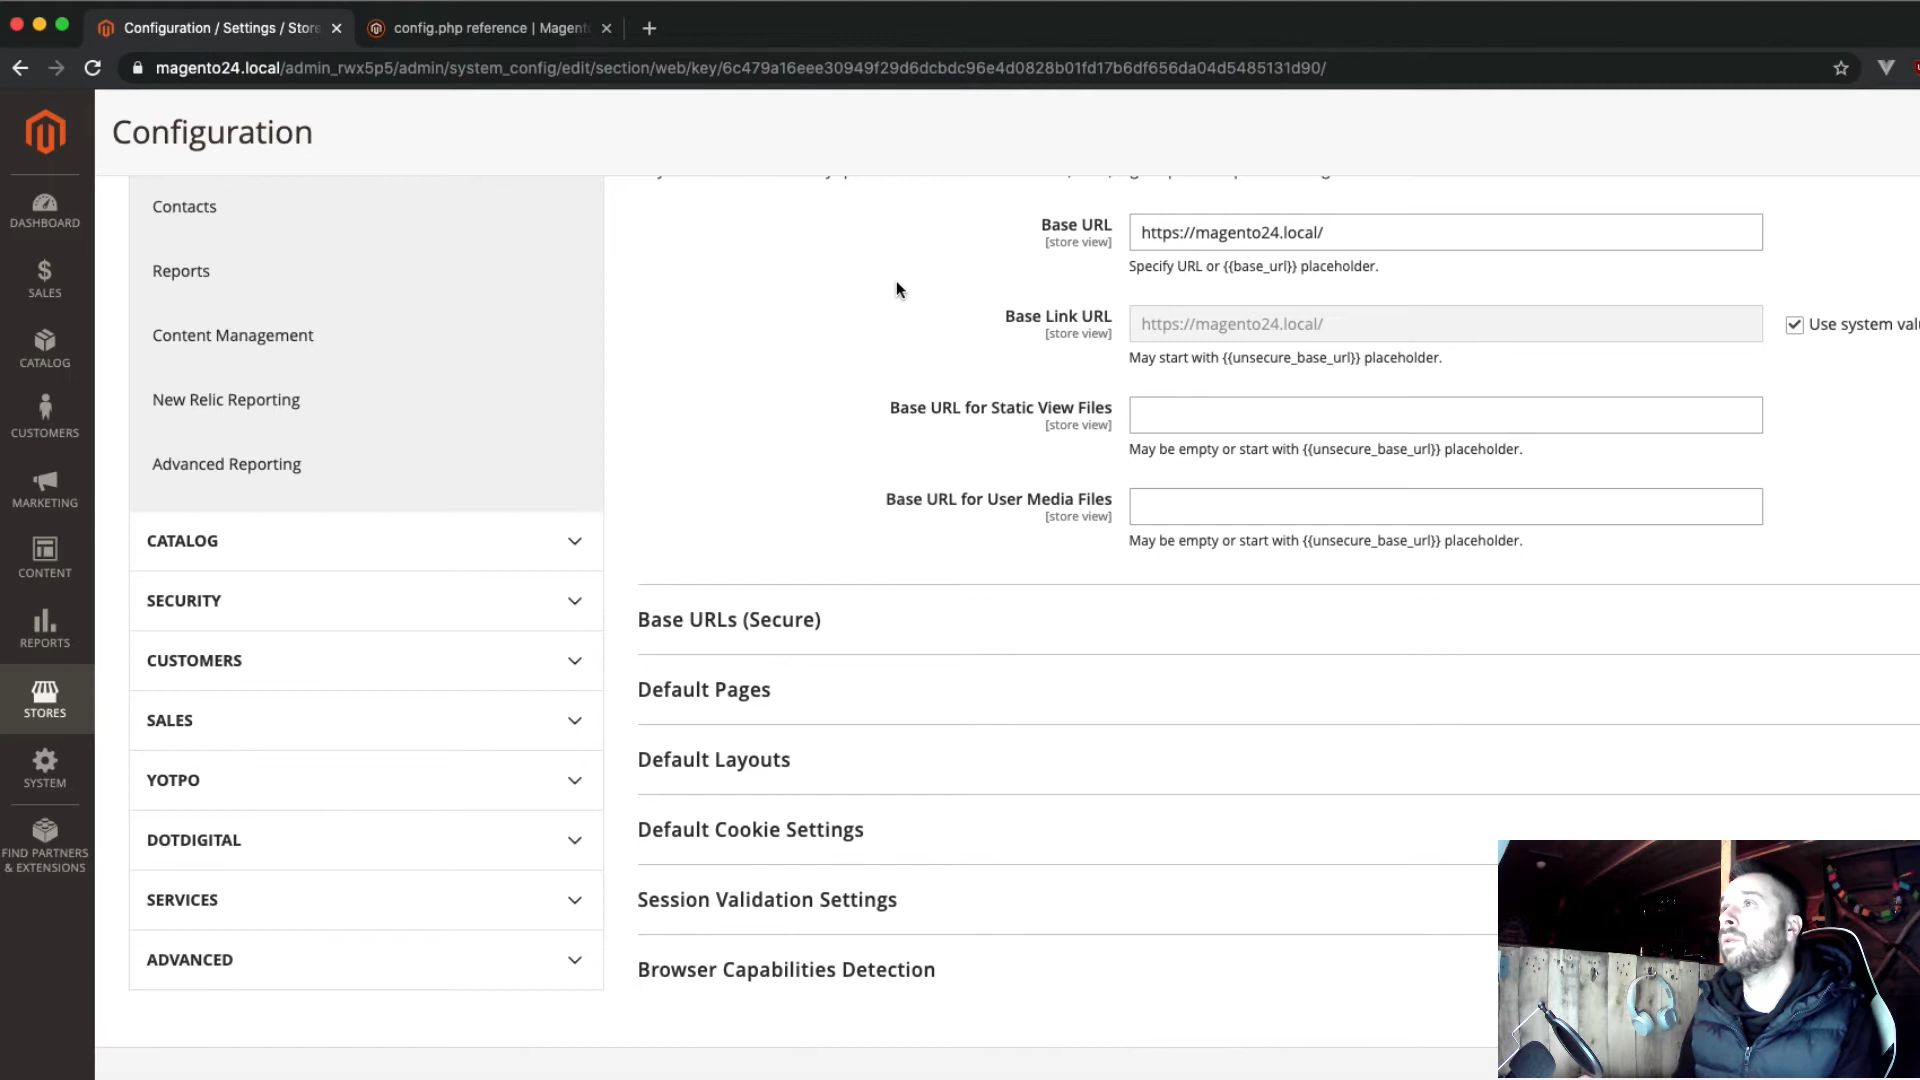 Configuration / Settings / Store
config.php reference | Magent
magento24.local/admin_rwx5p5/admin/system_config/edit/section/web/key/6c479a16eee30949f29d6dcbdc96e4d0828b01fd17b6df656da04d5485131d90/
Configuration
DASHBOARD
SALES
CATALOG
CUSTOMERS
MARKETING
CONTENT
REPORTS
STORES
SYSTEM
FIND PARTNERS
& EXTENSIONS
Contacts
Reports
Content Management
New Relic Reporting
Advanced Reporting
CATALOG
SECURITY
CUSTOMERS
SALES
YOTPO
DOTDIGITAL
SERVICES
ADVANCED
Base URL
[store view]
https://magento24.local/
Specify URL or {{base_url}} placeholder.
Base Link URL
[store view]
https://magento24.local/
Use system val
May start with {{unsecure_base_url}} placeholder.
Base URL for Static View Files
[store view]
May be empty or start with {{unsecure_base_url}} placeholder.
Base URL for User Media Files
[store view]
May be empty or start with {{unsecure_base_url}} placeholder.
Base URLs (Secure)
Default Pages
Default Layouts
Default Cookie Settings
Session Validation Settings
Browser Capabilities Detection